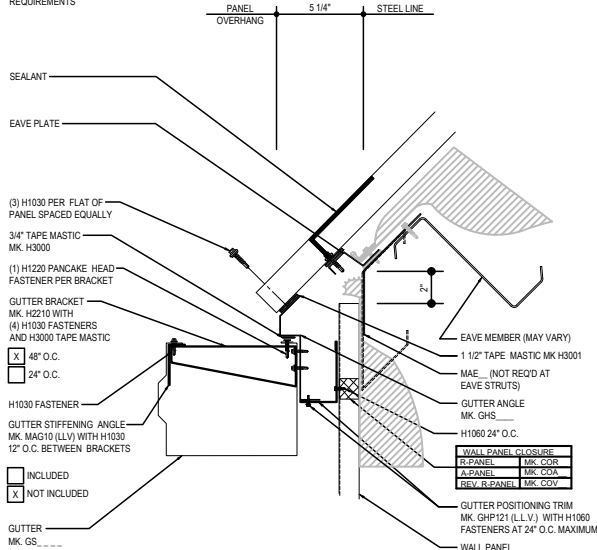 REQUIREMENTS
PANEL OVERHANG
5 1/4"
STEEL LINE
SEALANT
EAVE PLATE
(3) H1030 PER FLAT OF
PANEL SPACED EQUALLY
3/4" TAPE MASTIC
MK. H3000
(1) H1220 PANCAKE HEAD
FASTENER PER BRACKET
GUTTER BRACKET
MK. H2210 WITH
(4) H1030 FASTENERS
AND H3000 TAPE MASTIC
X 48" O.C.
24" O.C.
H1030 FASTENER
GUTTER STIFFENING ANGLE
MK. MAG10 (LLV) WITH H1030
12" O.C. BETWEEN BRACKETS
INCLUDED
X NOT INCLUDED
GUTTER
MK. GS_ _ _ _
2"
EAVE MEMBER (MAY VARY)
1 1/2" TAPE MASTIC MK H3001
MAE__ (NOT REQ'D AT
EAVE STRUTS)
GUTTER ANGLE
MK. GHS____
H1060 24" O.C.
WALL PANEL CLOSURE
R-PANEL MK. COR
A-PANEL MK. COA
REV. R-PANEL MK. COV
GUTTER POSITIONING TRIM
MK. GHP121 (L.L.V.) WITH H1060
FASTENERS AT 24" O.C. MAXIMUM
WALL PANEL